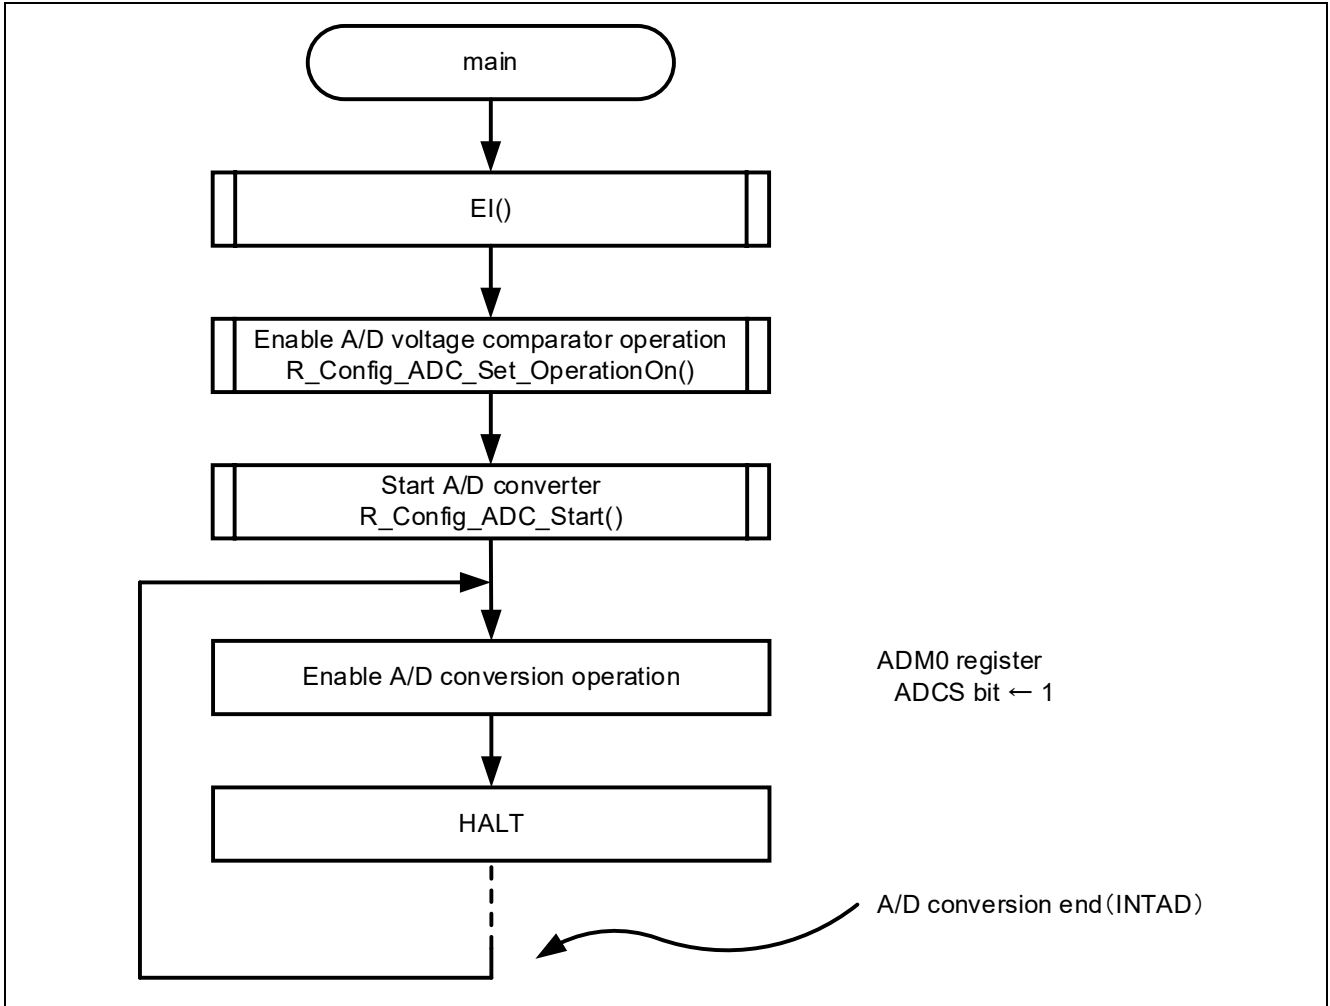 main
EI()
Enable A/D voltage comparator operation
R_Config_ADC_Set_OperationOn()
Start A/D converter
R_Config_ADC_Start()
Enable A/D conversion operation
ADM0 register
ADCS bit ← 1
HALT
A/D conversion end（INTAD）